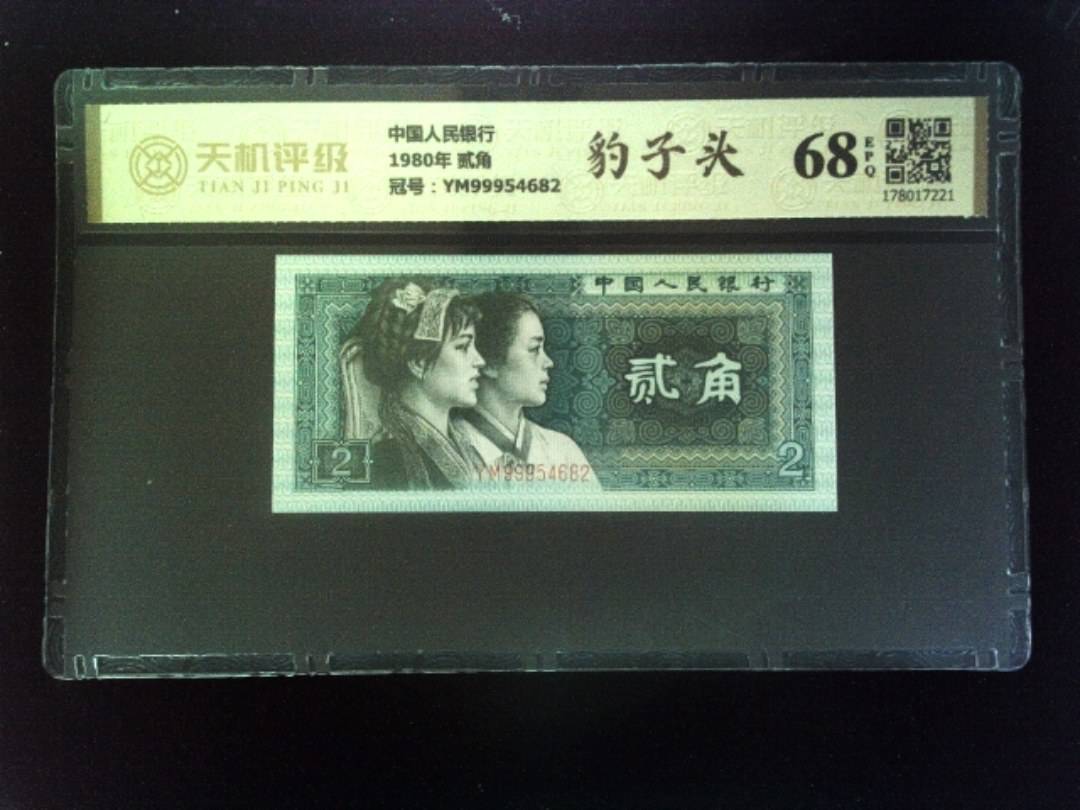 天机评级
TIAN JI PING JI
中国人民银行
1980年 贰角
冠号：YM99954682
豹子头
68
EPQ
178017221
中国人民银行
贰角
2
2
YM99954682